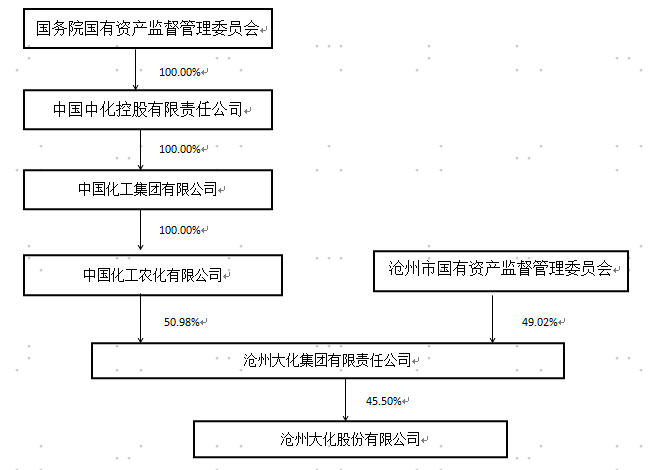 国务院国有资产监督管理委员会
100.00%
中国中化控股有限责任公司
100.00%
中国化工集团有限公司
100.00%
中国化工农化有限公司
沧州市国有资产监督管理委员会
50.98%
49.02%
沧州大化集团有限责任公司
45.50%
沧州大化股份有限公司